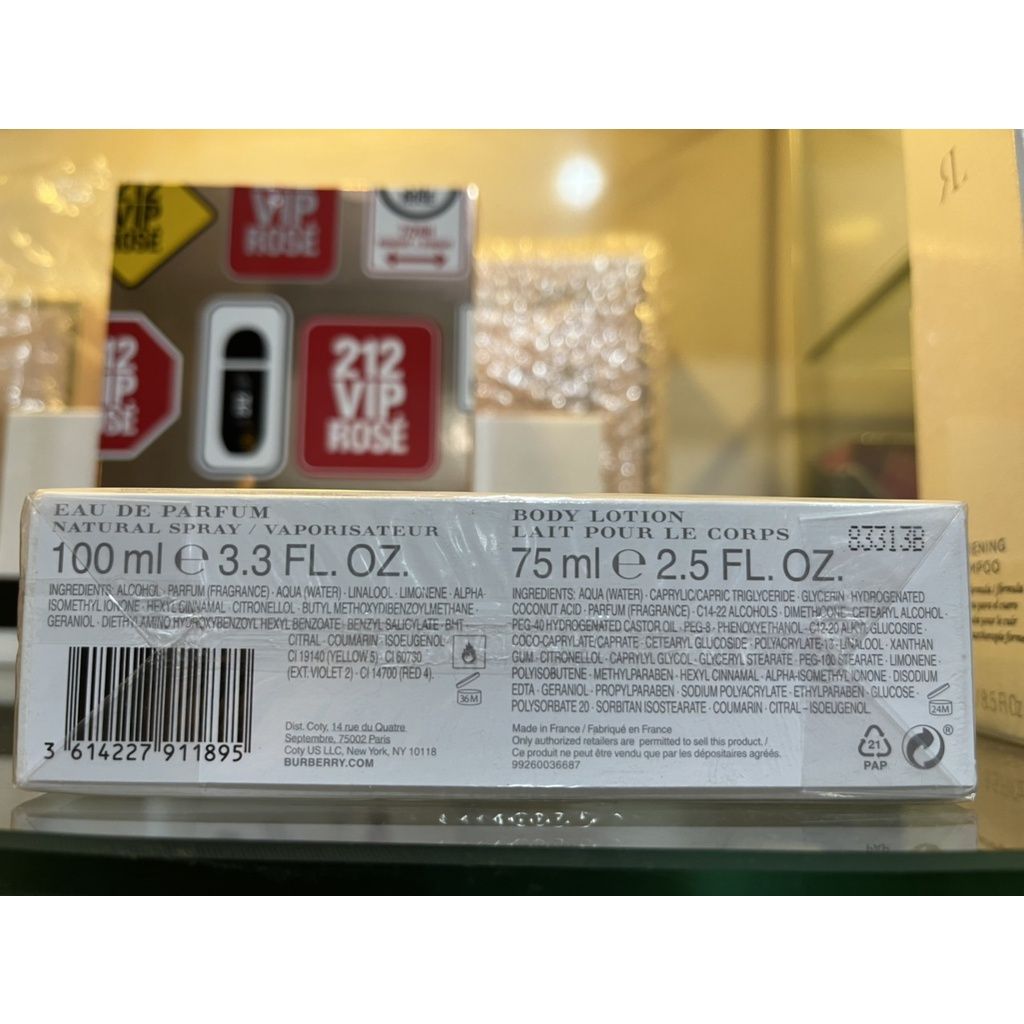 212
VIP
ROSÉ
VIP
ROSÉ
212
VIP
ROSÉ
EAU DE PARFUM
NATURAL SPRAY / VAPORISATEUR
100 ml e 3.3 FL. OZ.
INGREDIENTS: ALCOHOL · PARFUM (FRAGRANCE) · AQUA (WATER) · LINALOOL · LIMONENE · ALPHA-
ISOMETHYL IONONE · HEXYL CINNAMAL · CITRONELLOL · BUTYL METHOXYDIBENZOYLMETHANE ·
GERANIOL · DIETHYLAMINO HYDROXYBENZOYL HEXYL BENZOATE · BENZYL SALICYLATE · BHT ·
CITRAL · COUMARIN · ISOEUGENOL
CI 19140 (YELLOW 5) · CI 60730
(EXT. VIOLET 2) · CI 14700 (RED 4).
36M
3 614227 911895
Dist. Coty, 14 rue du Quatre
Septembre, 75002 Paris
Coty US LLC, New York, NY 10118
BURBERRY.COM
BODY LOTION
LAIT POUR LE CORPS
83313B
75 ml e 2.5 FL. OZ.
INGREDIENTS: AQUA (WATER) · CAPRYLIC/CAPRIC TRIGLYCERIDE · GLYCERIN · HYDROGENATED
COCONUT ACID · PARFUM (FRAGRANCE) · C14-22 ALCOHOLS · DIMETHICONE · CETEARYL ALCOHOL ·
PEG-40 HYDROGENATED CASTOR OIL · PEG-8 · PHENOXYETHANOL · C12-20 ALKYL GLUCOSIDE ·
COCO-CAPRYLATE/CAPRATE · CETEARYL GLUCOSIDE · POLYACRYLATE-13 · LINALOOL · XANTHAN
GUM · CITRONELLOL · CAPRYLYL GLYCOL · GLYCERYL STEARATE · PEG-100 STEARATE · LIMONENE ·
POLYISOBUTENE · METHYLPARABEN · HEXYL CINNAMAL · ALPHA-ISOMETHYL IONONE · DISODIUM
EDTA · GERANIOL · PROPYLPARABEN · SODIUM POLYACRYLATE · ETHYLPARABEN · GLUCOSE ·
POLYSORBATE 20 · SORBITAN ISOSTEARATE · COUMARIN · CITRAL · ISOEUGENOL.
24M
Made in France / Fabriqué en France
Only authorized retailers are permitted to sell this product. /
Ce produit ne peut être vendu que par les dépositaires agréés.
99260036687
21
PAP
®